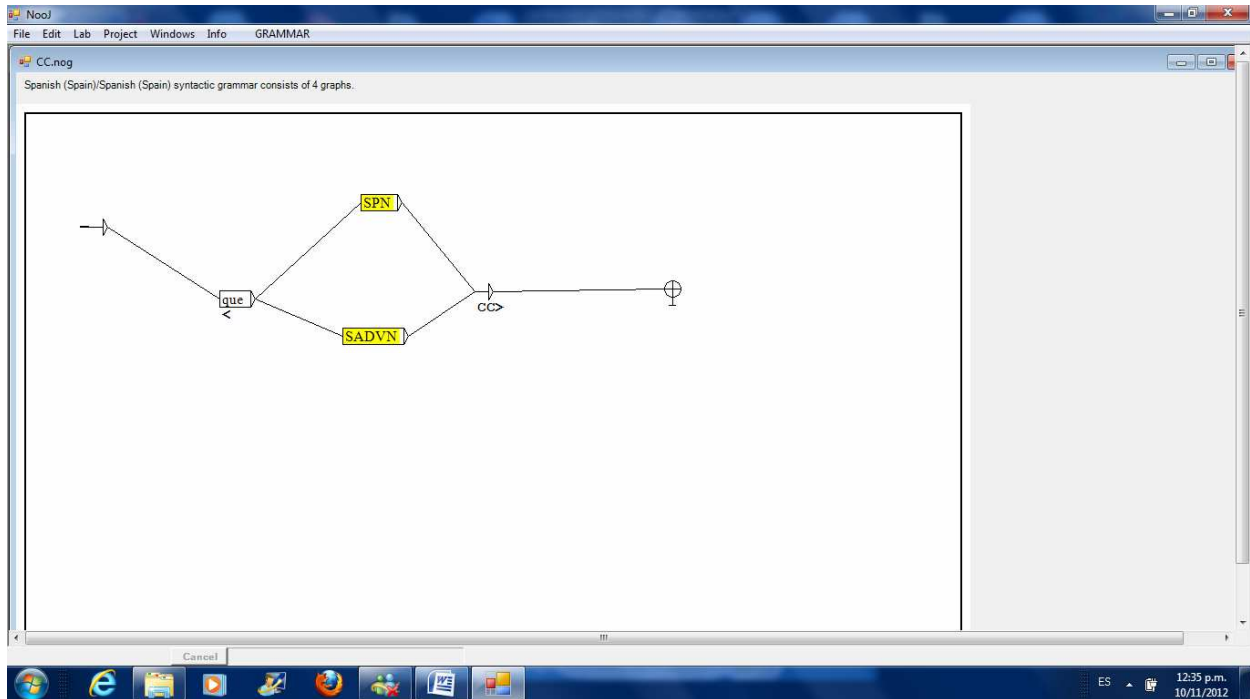 NooJ
File Edit Lab Project Windows Info GRAMMAR
CC.nog
Spanish (Spain)/Spanish (Spain) syntactic grammar consists of 4 graphs.
SPN
que
<
CC>
SADVN
Cancel
ES
12:35 p.m.
10/11/2012